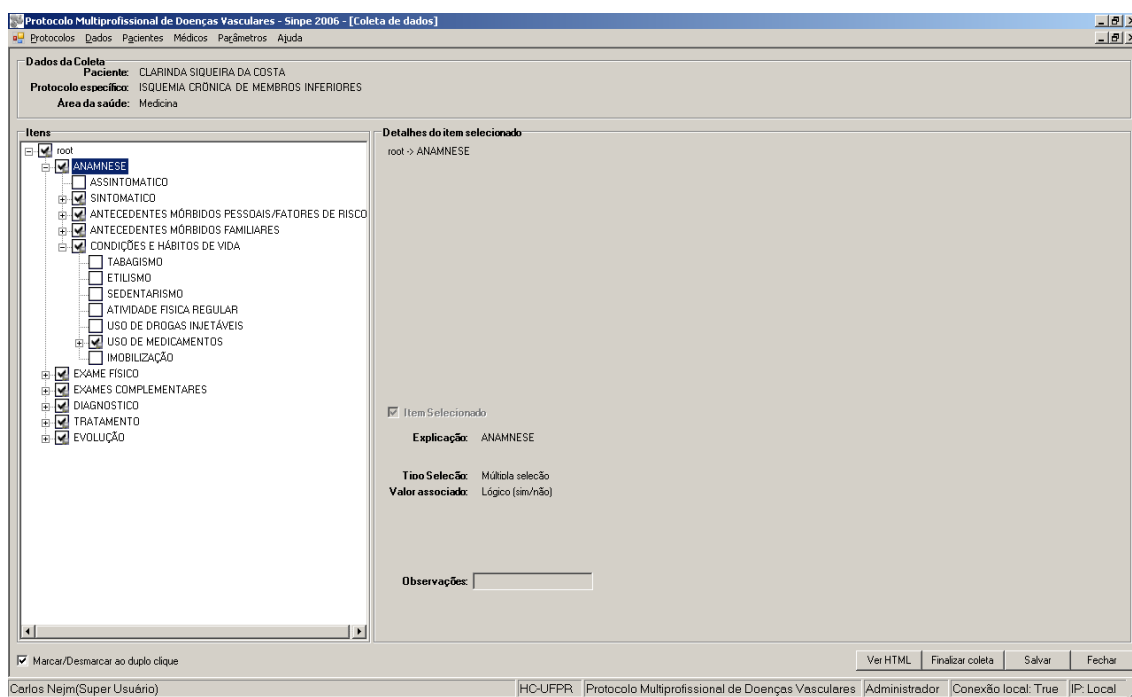 Protocolo Multiprofissional de Doenças Vasculares - Sinpe 2006 - [Coleta de dados]
Protocolos Dados Pacientes Médicos Parâmetros Ajuda
Dados da Coleta
Paciente: CLARINDA SIQUEIRA DA COSTA
Protocolo específico: ISQUEMIA CRÔNICA DE MEMBROS INFERIORES
Área da saúde: Medicina
Itens
root
ANAMNESE
ASSINTOMATICO
SINTOMATICO
ANTECEDENTES MÓRBIDOS PESSOAIS/FATORES DE RISCO
ANTECEDENTES MÓRBIDOS FAMILIARES
CONDIÇÕES E HÁBITOS DE VIDA
TABAGISMO
ETILISMO
SEDENTARISMO
ATIVIDADE FISICA REGULAR
USO DE DROGAS INJETÁVEIS
USO DE MEDICAMENTOS
IMOBILIZAÇÃO
EXAME FÍSICO
EXAMES COMPLEMENTARES
DIAGNOSTICO
TRATAMENTO
EVOLUÇÃO
Detalhes do item selecionado
root -> ANAMNESE
Item Selecionado
Explicação: ANAMNESE
Tipo Seleção: Múltipla seleção
Valor associado: Lógico (sim/não)
Observações:
Marcar/Desmarcar ao duplo clique
Ver HTML Finalizar coleta Salvar Fechar
Carlos Nejm(Super Usuário) HC-UFPR Protocolo Multiprofissional de Doenças Vasculares Administrador Conexão local: True IP: Local